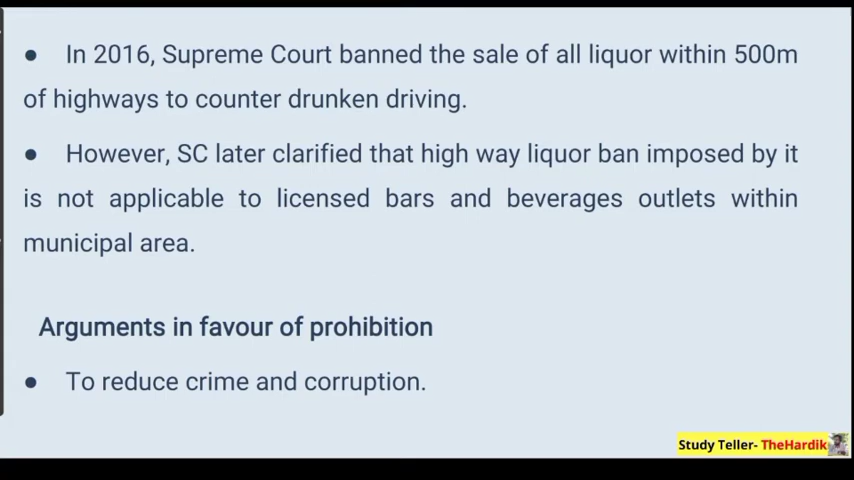 ● In 2016, Supreme Court banned the sale of all liquor within 500m
of highways to counter drunken driving.
● However, SC later clarified that high way liquor ban imposed by it
is not applicable to licensed bars and beverages outlets within
municipal area.
Arguments in favour of prohibition
● To reduce crime and corruption.
Study Teller- TheHardik